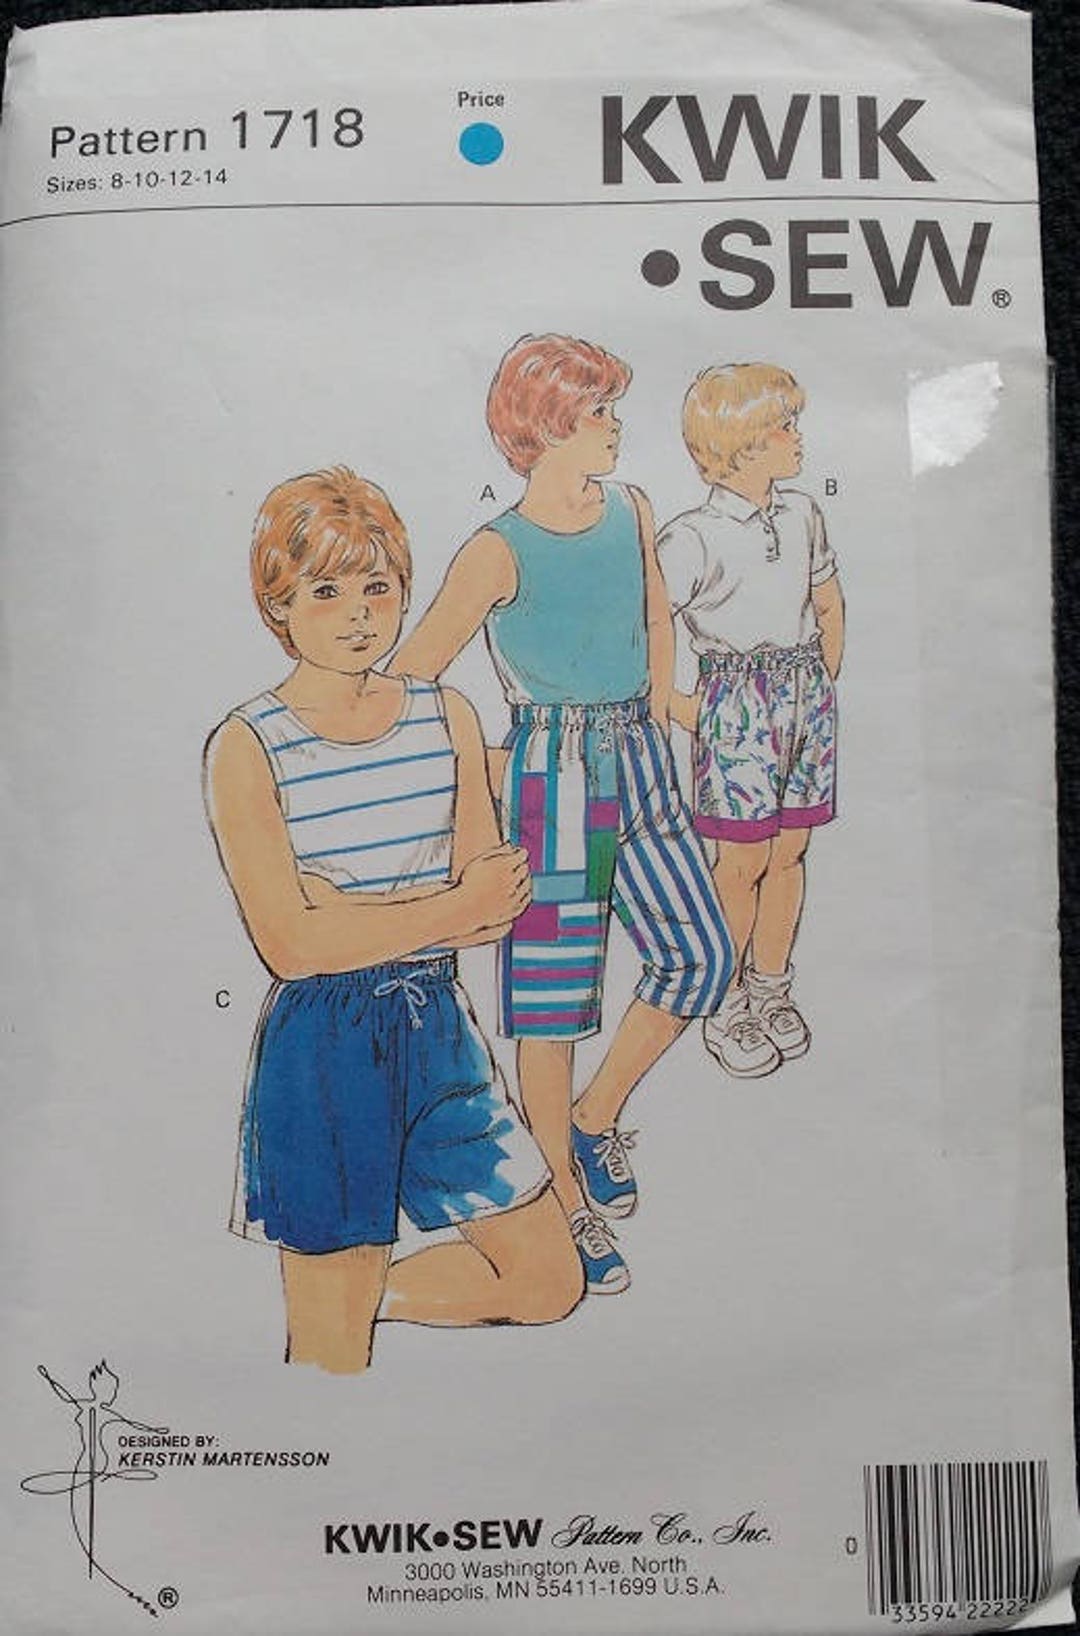 Pattern 1718
Sizes: 8-10-12-14
Price
KWIK
•SEW®
A
B
C
DESIGNED BY:
KERSTIN MARTENSSON
®
KWIK•SEW Pattern Co., Inc.
3000 Washington Ave. North
Minneapolis, MN 55411-1699 U.S.A.
0
33594 22222